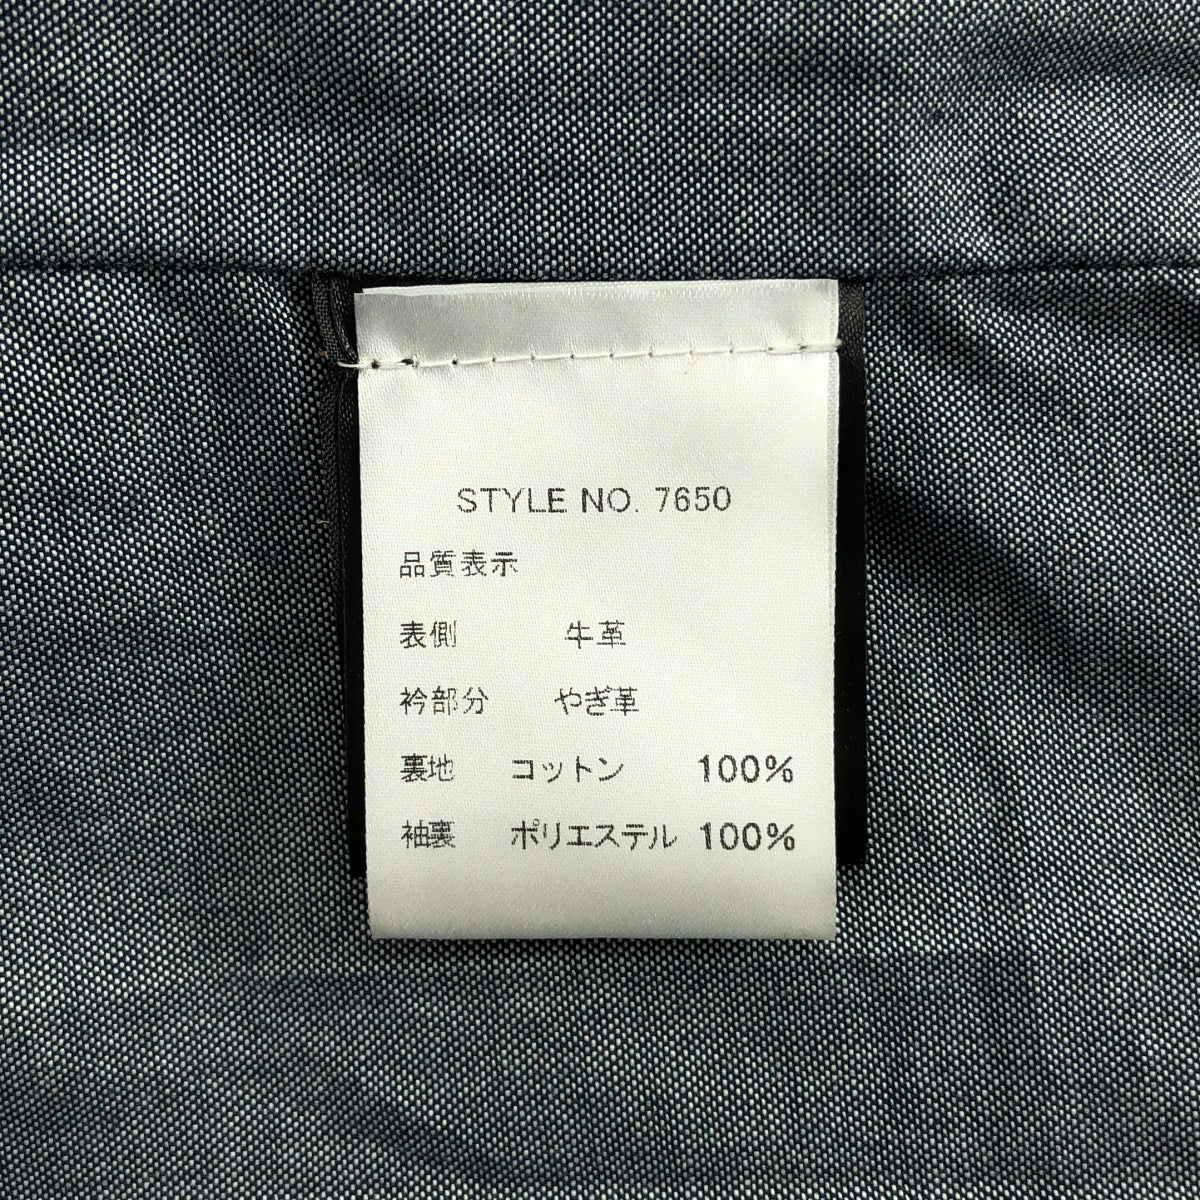 STYLE NO. 7650
品質表示
表側 牛革
衿部分 やぎ革
裏地 コットン 100%
袖裏 ポリエステル 100%